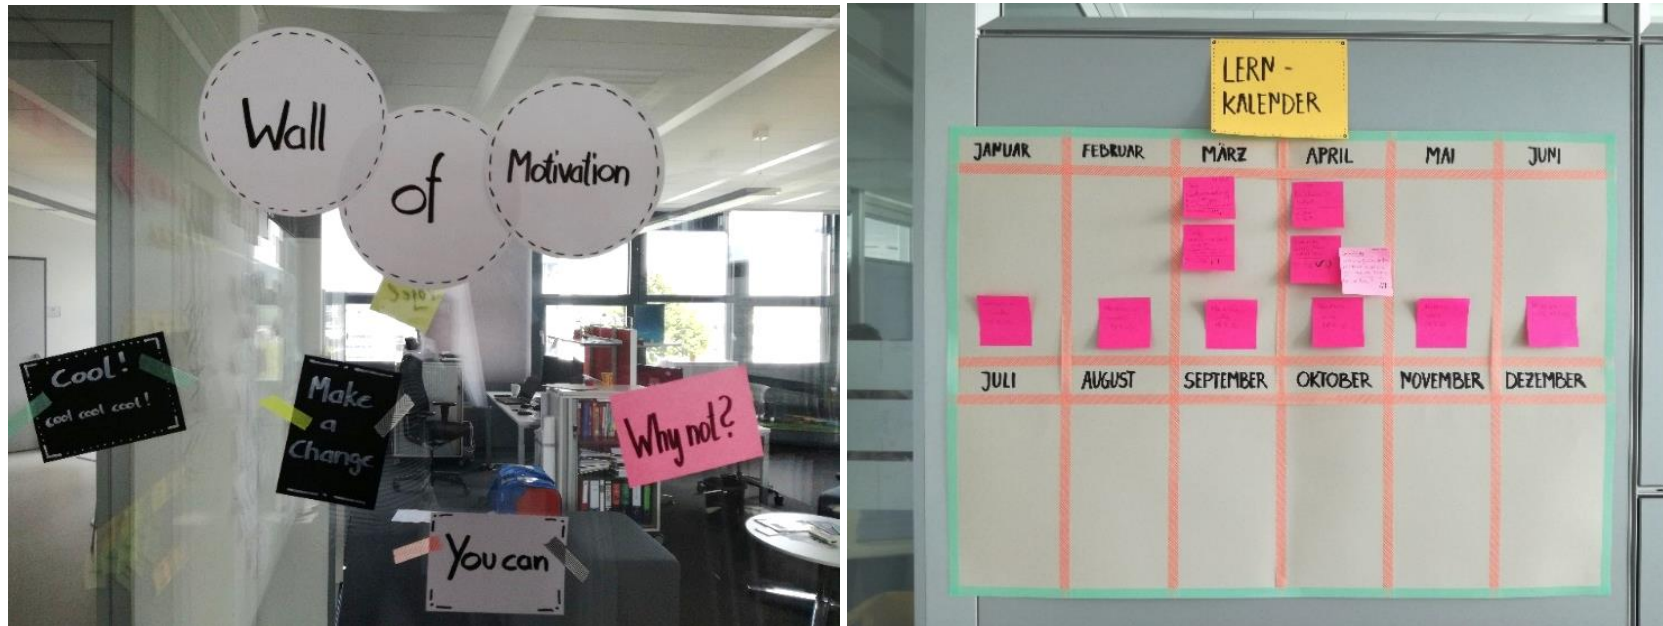 Wall
of
Motivation
Cool!
cool cool cool!
Make
a
Change
Why not?
You can
LERN-
KALENDER
JANUAR
FEBRUAR
MÄRZ
APRIL
MAI
JUNI
JULI
AUGUST
SEPTEMBER
OKTOBER
NOVEMBER
DEZEMBER